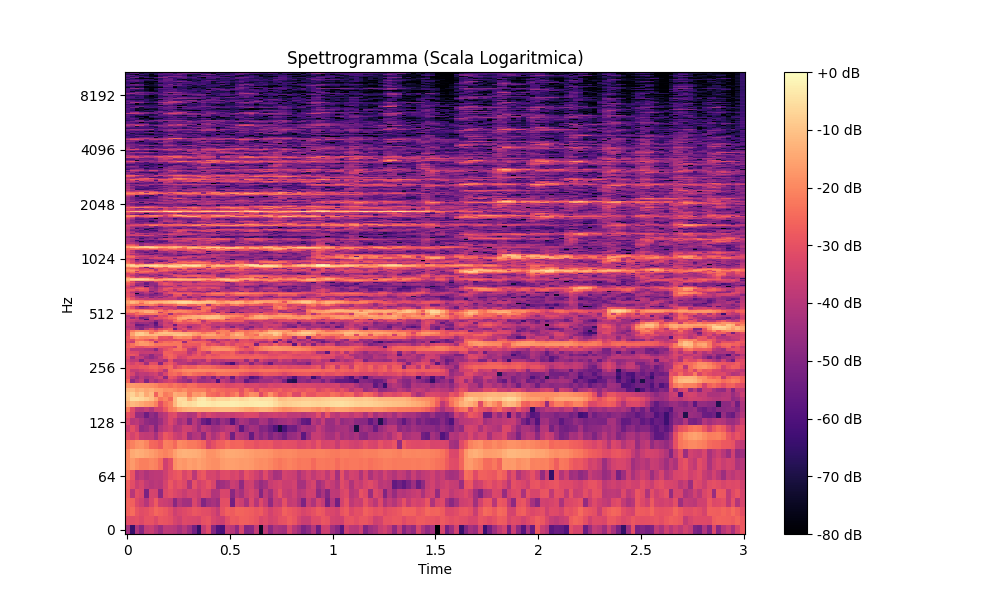 Spettrogramma (Scala Logaritmica)
Hz
8192
4096
2048
1024
512
256
128
64
0
0
0.5
1
1.5
2
2.5
3
Time
+0 dB
-10 dB
-20 dB
-30 dB
-40 dB
-50 dB
-60 dB
-70 dB
-80 dB